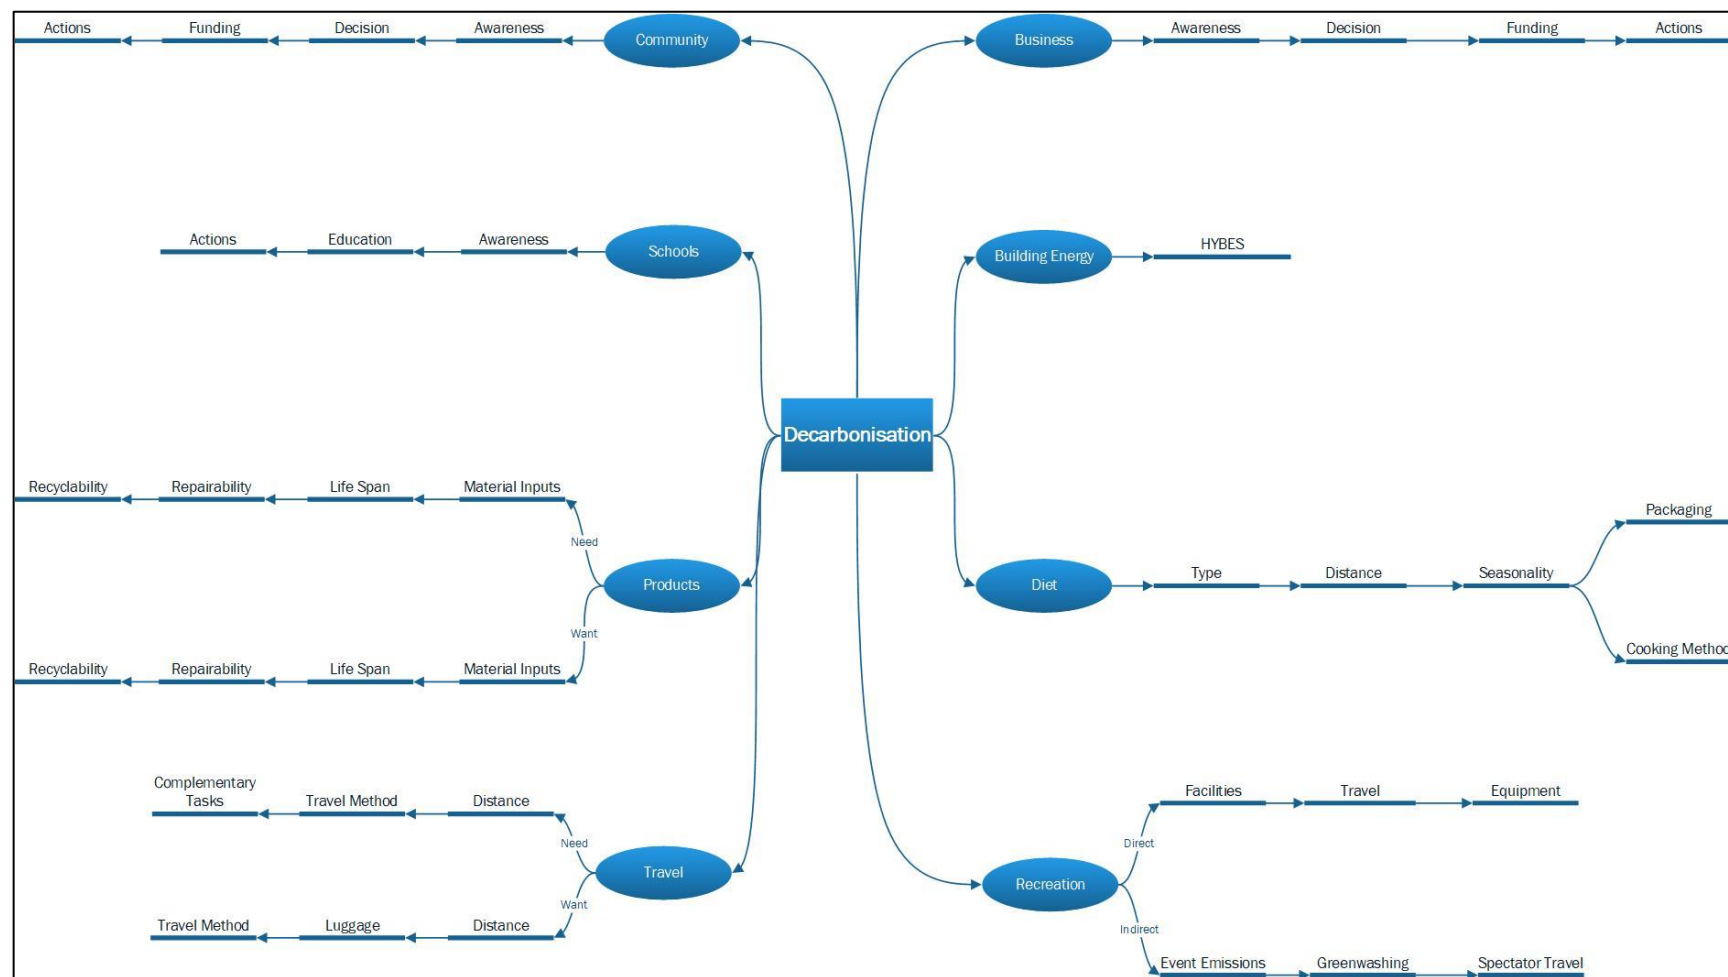 Actions
Funding
Decision
Awareness
Community
Business
Awareness
Decision
Funding
Actions
Actions
Education
Awareness
Schools
Building Energy
HYBES
Decarbonisation
Recyclability
Repairability
Life Span
Material Inputs
Need
Products
Want
Recyclability
Repairability
Life Span
Material Inputs
Diet
Type
Distance
Seasonality
Packaging
Cooking Method
Complementary
Tasks
Travel Method
Distance
Need
Travel
Want
Travel Method
Luggage
Distance
Recreation
Direct
Facilities
Travel
Equipment
Indirect
Event Emissions
Greenwashing
Spectator Travel